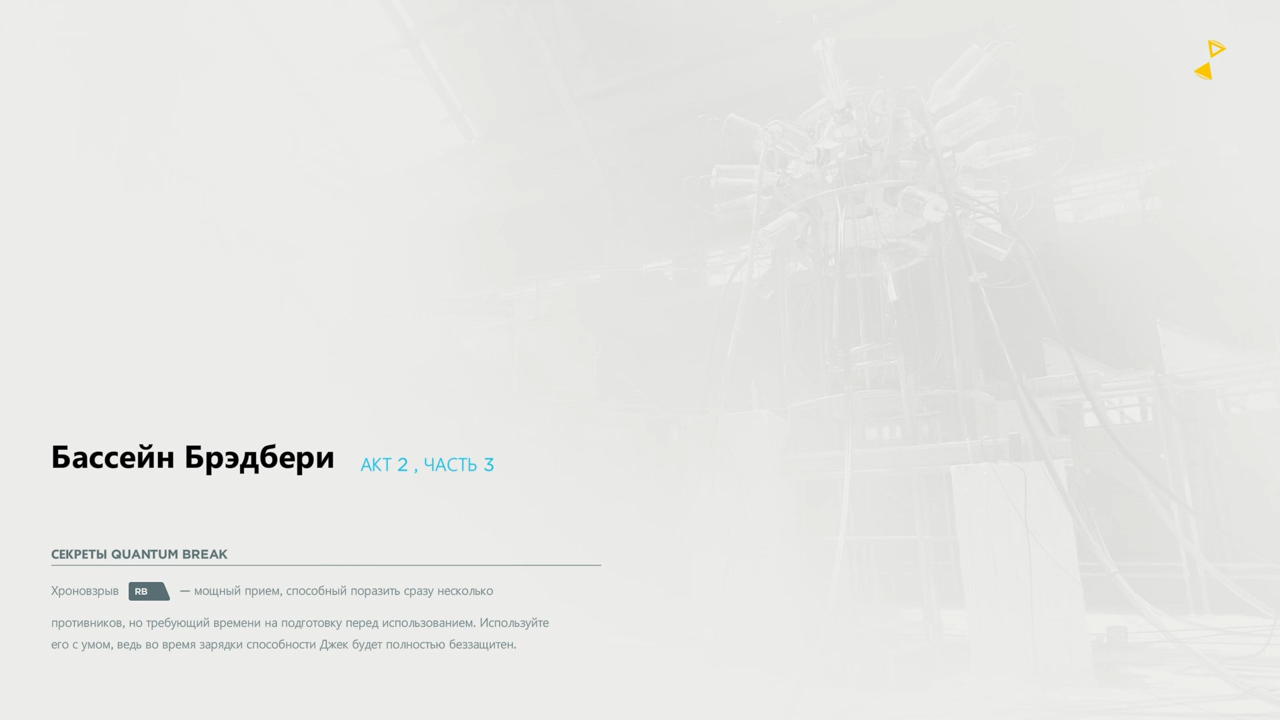 Бассейн Брэдбери АКТ 2 , ЧАСТЬ 3
СЕКРЕТЫ QUANTUM BREAK
Хроновзрыв RB — мощный прием, способный поразить сразу несколько
противников, но требующий времени на подготовку перед использованием. Используйте
его с умом, ведь во время зарядки способности Джек будет полностью беззащитен.